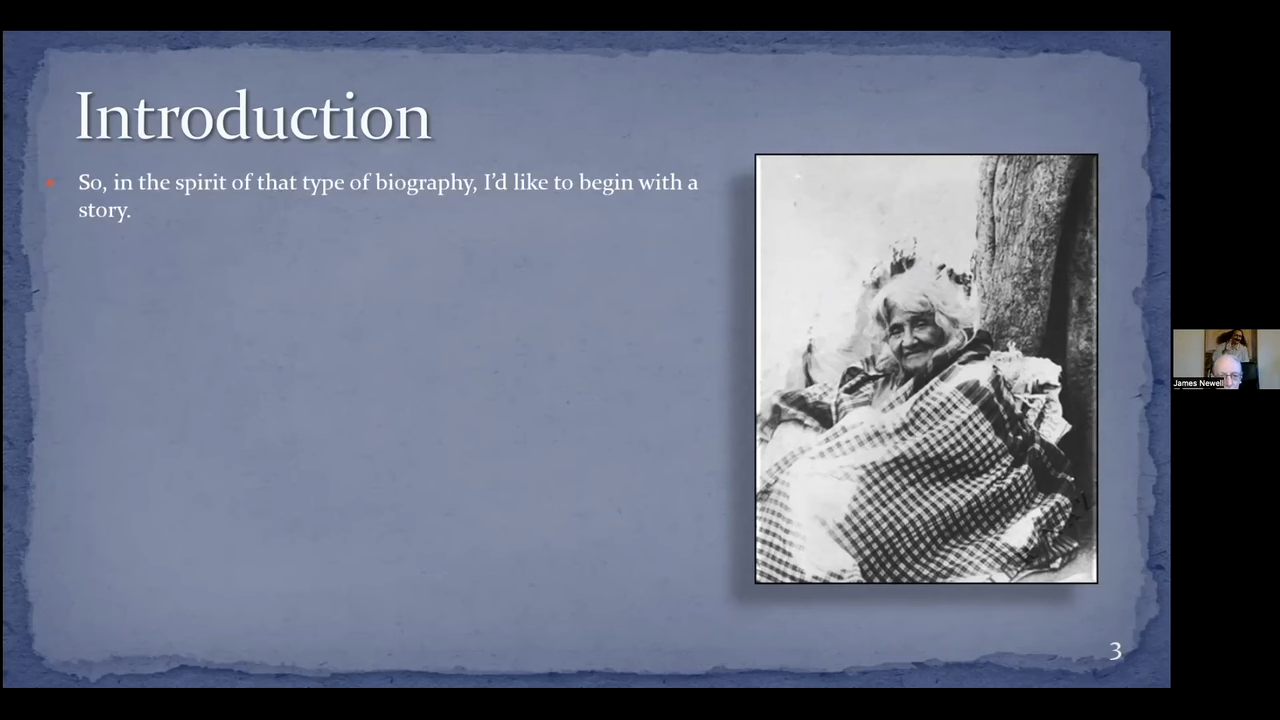 Introduction
So, in the spirit of that type of biography, I’d like to begin with a
story.
James Newell
3